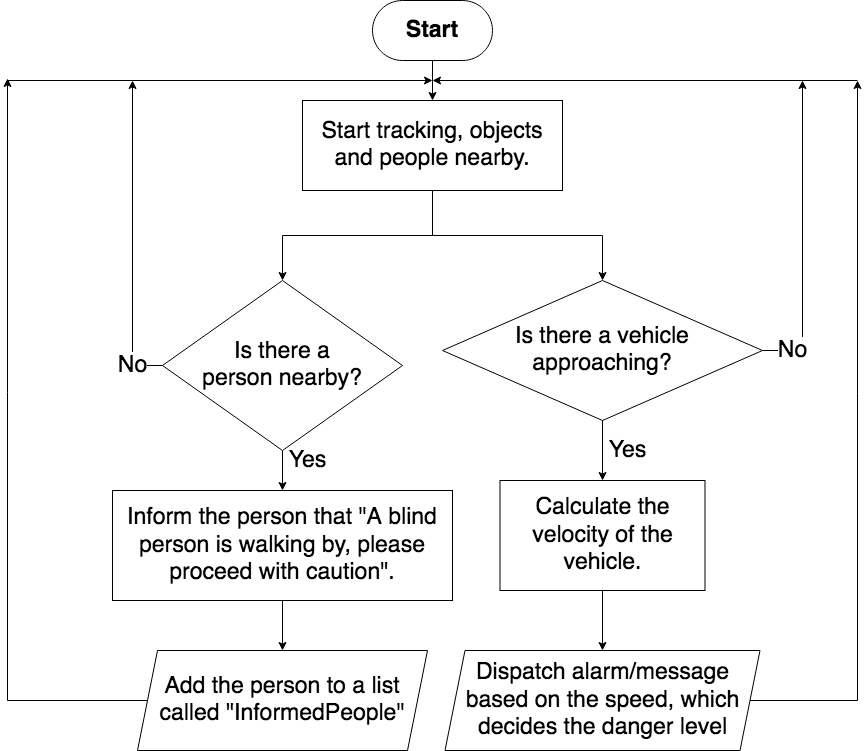 Start
Start tracking, objects
and people nearby.
Is there a
person nearby?
No
Yes
Is there a vehicle
approaching?
No
Yes
Inform the person that "A blind
person is walking by, please
proceed with caution".
Calculate the
velocity of the
vehicle.
Add the person to a list
called "InformedPeople"
Dispatch alarm/message
based on the speed, which
decides the danger level